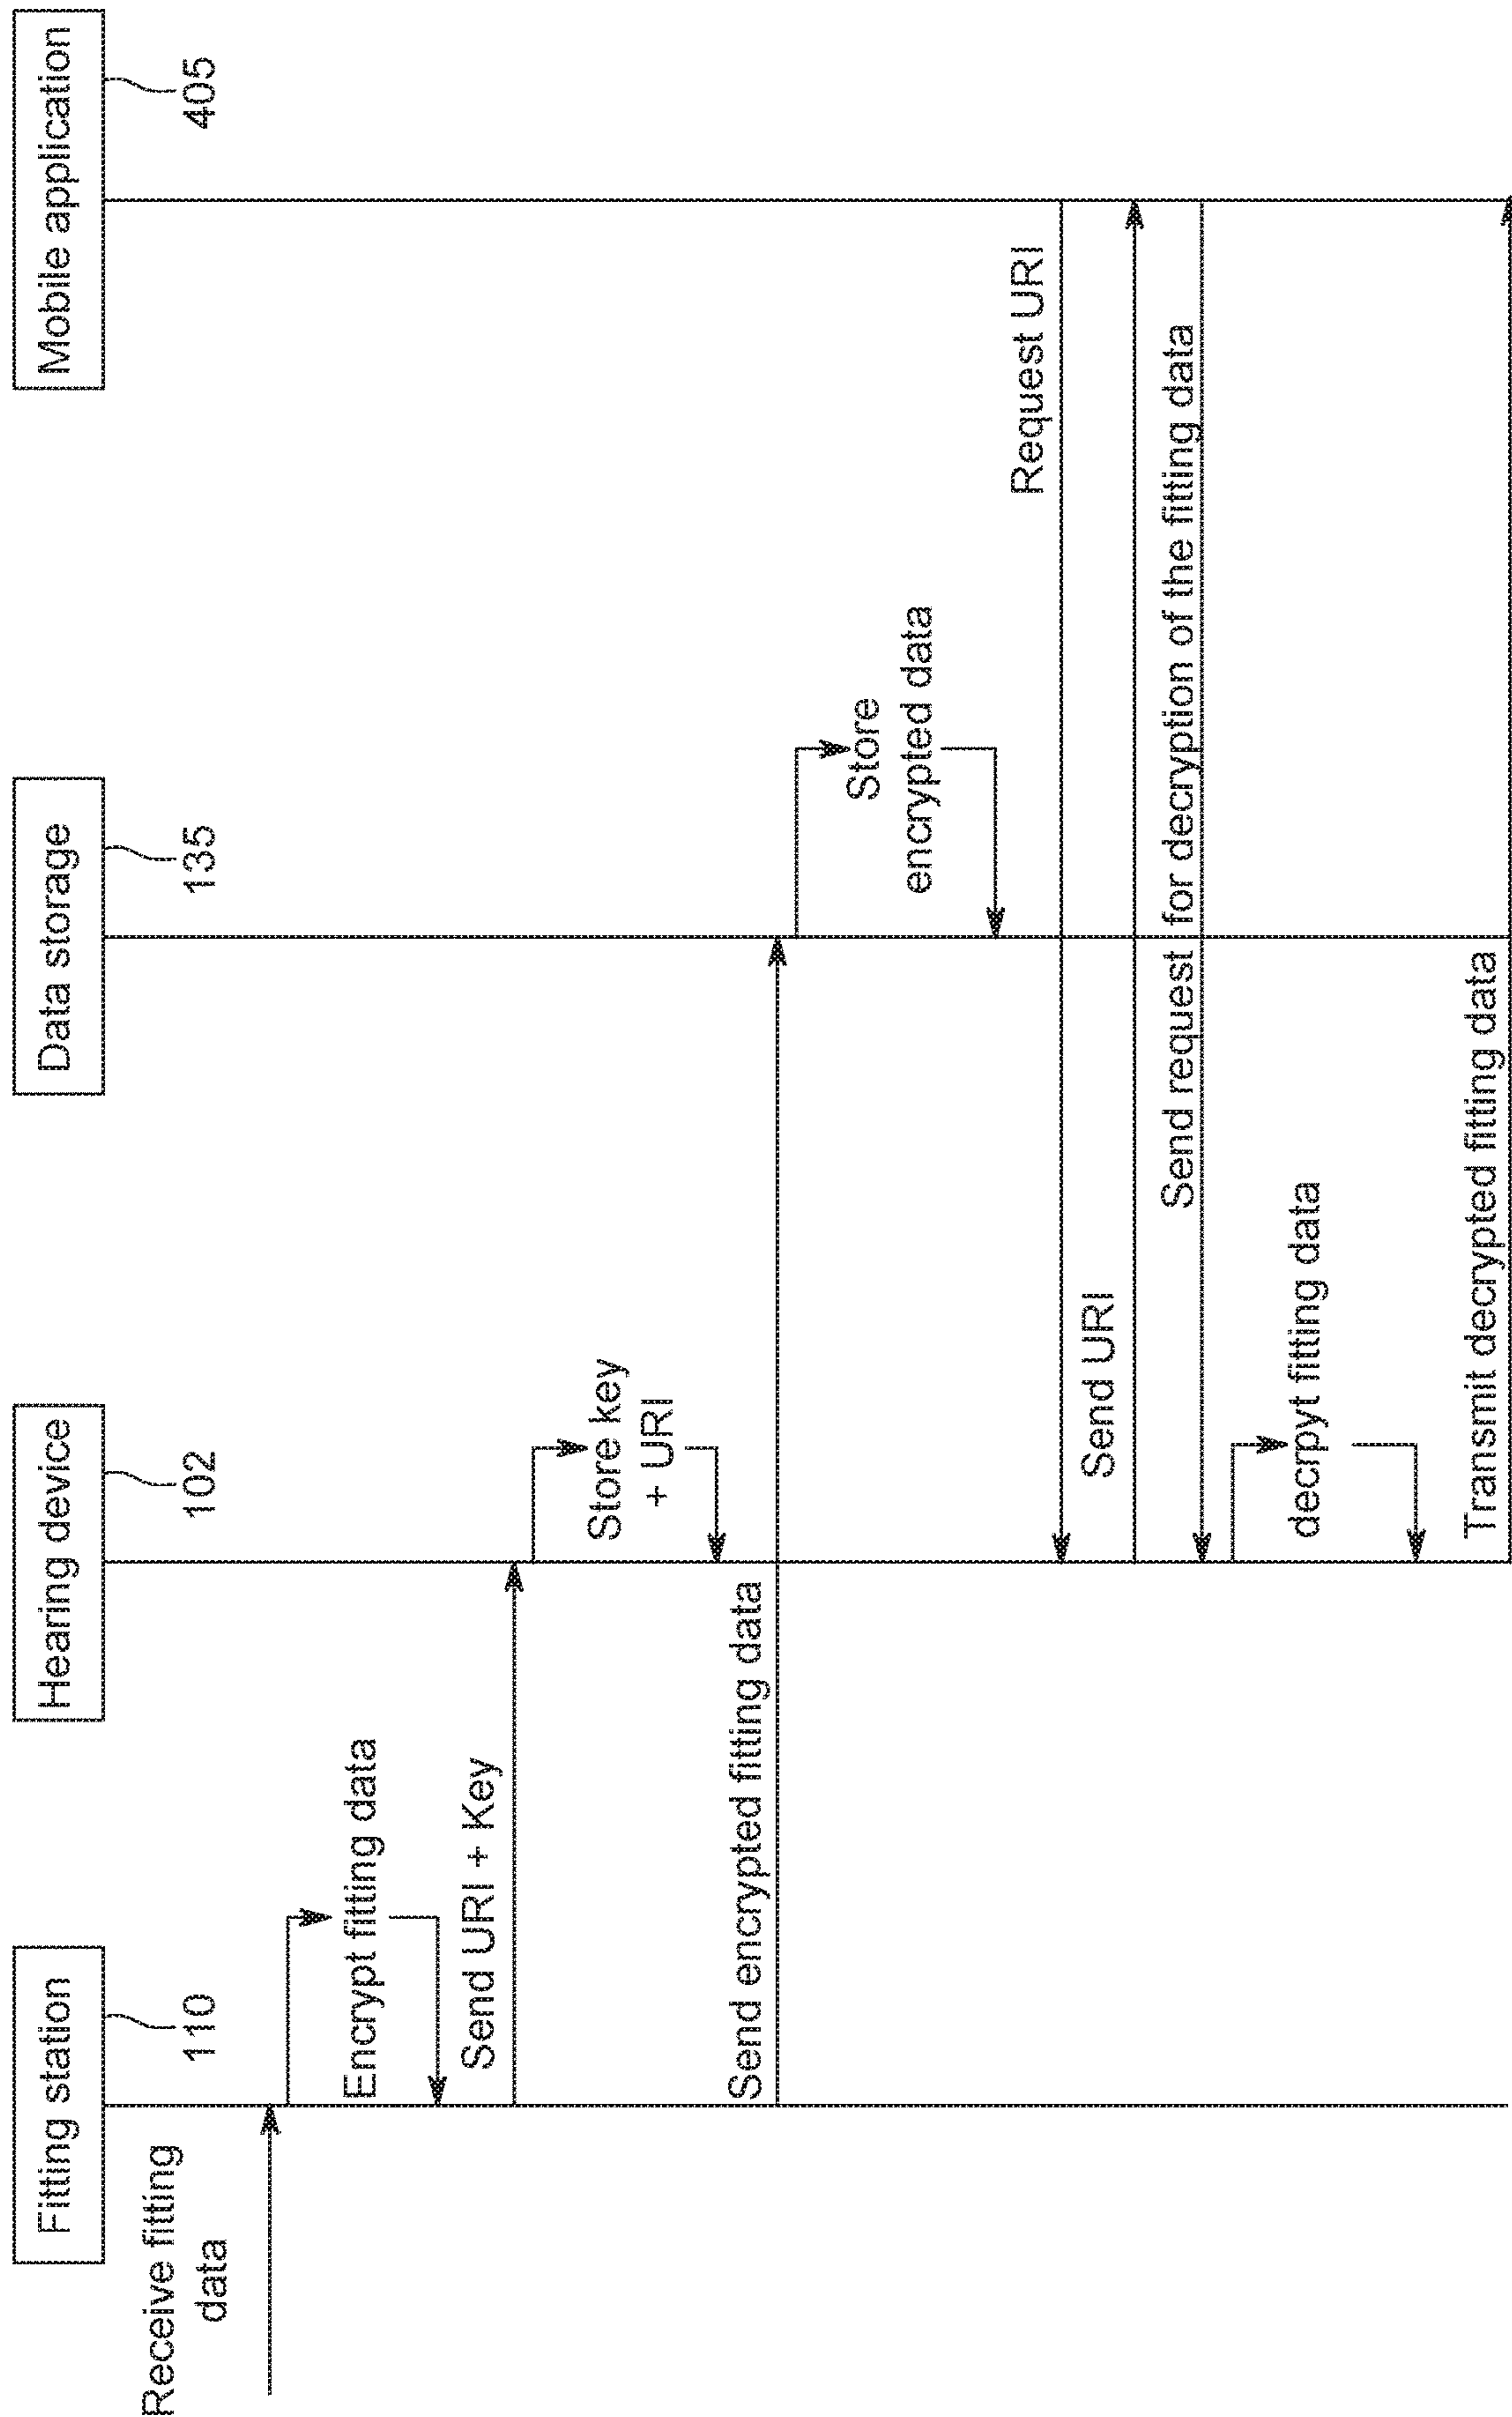 Fitting station
Hearing device
Data storage
Mobile application
110
102
135
405
Receive fitting
data
Encrypt fitting data
Send URI + Key
Store key
+ URI
Send encrypted fitting data
Store
encrypted data
Request URI
Send URI
Send request for decryption of the fitting data
decrpyt fitting data
Transmit decrypted fitting data